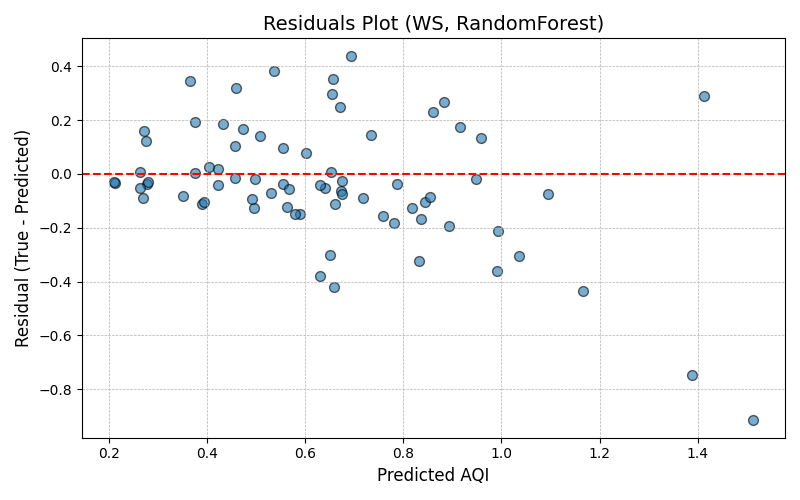 Residuals Plot (WS, RandomForest)
Residual (True - Predicted)
0.4
0.2
0.0
−0.2
−0.4
−0.6
−0.8
0.2 0.4 0.6 0.8 1.0 1.2 1.4
Predicted AQI